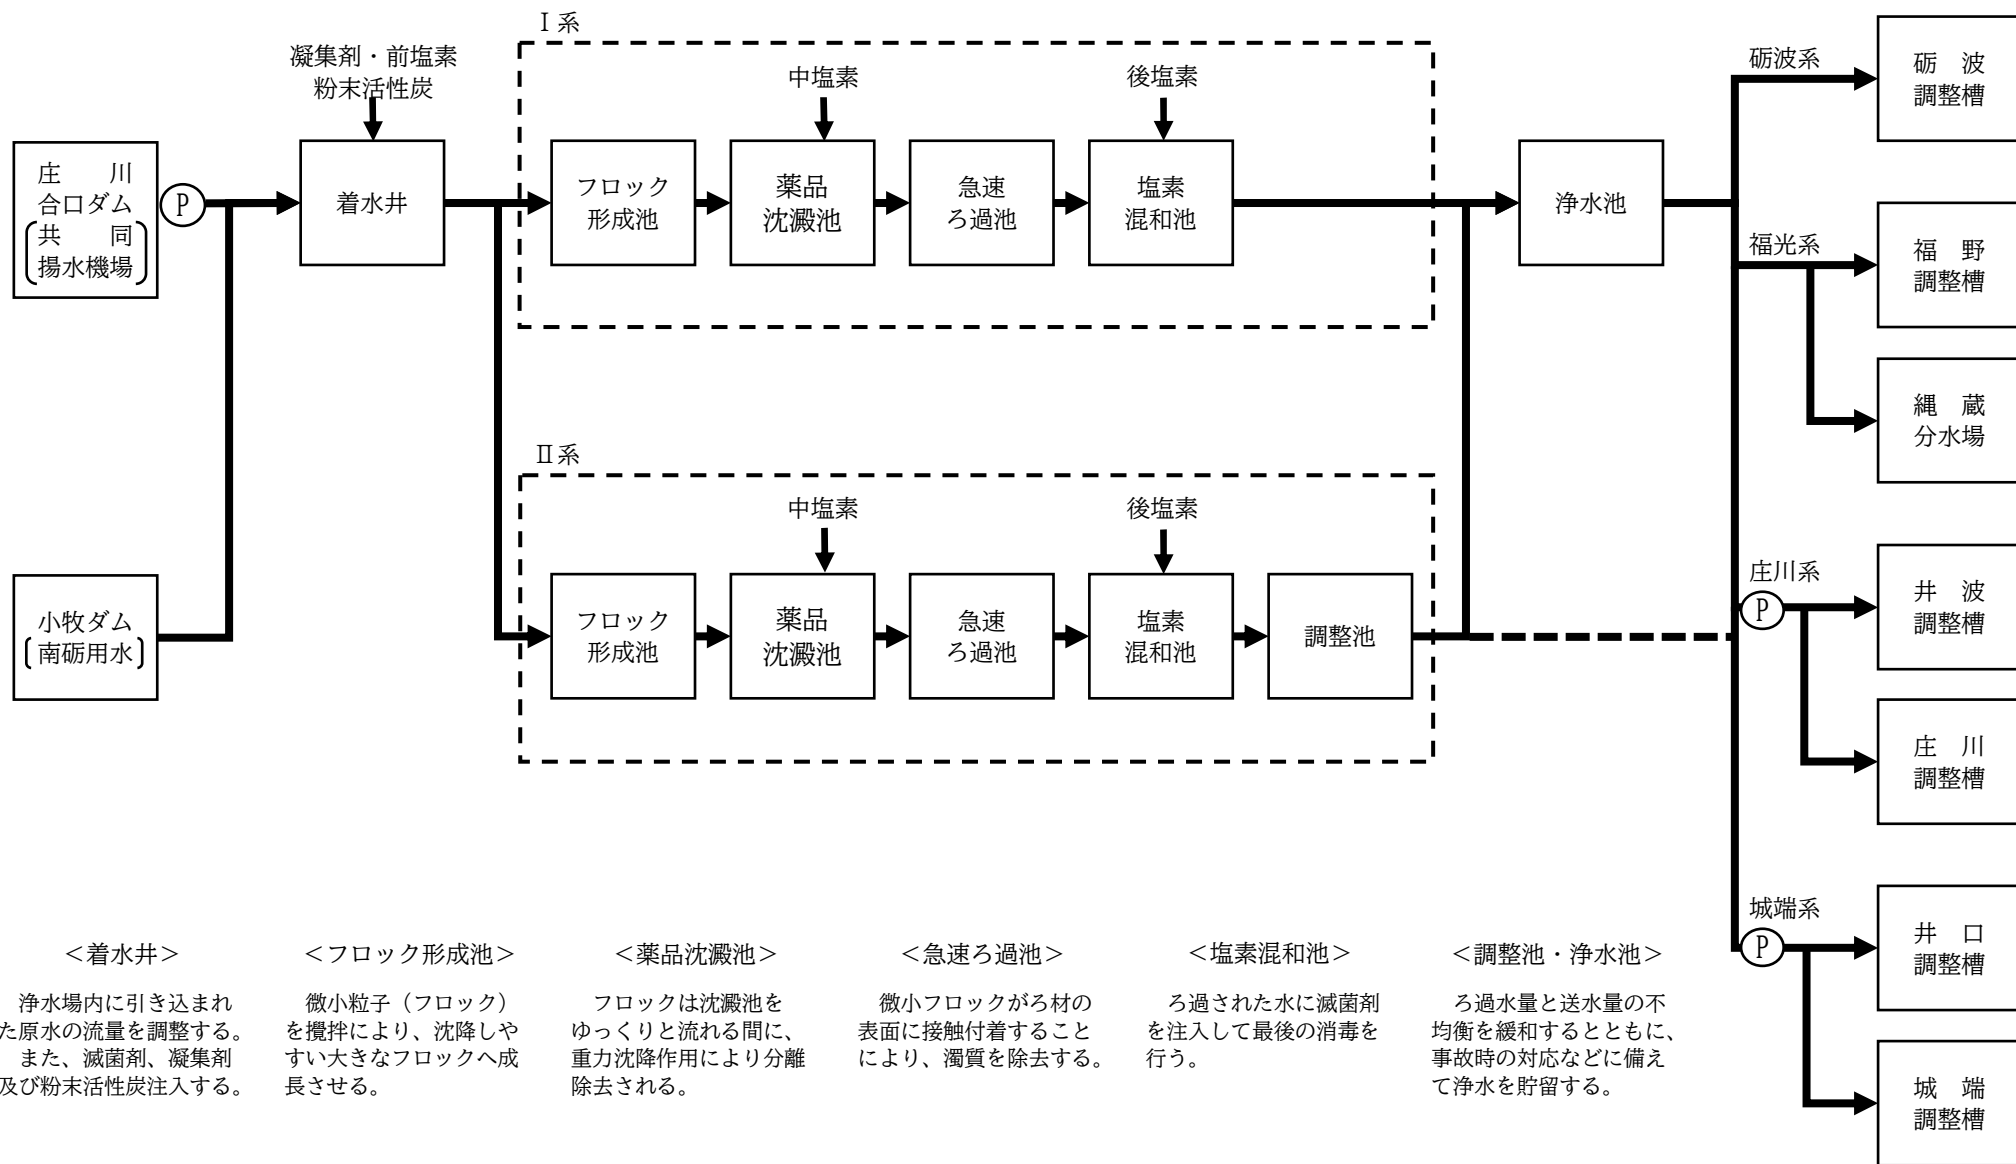 Ⅰ系
凝集剤・前塩素
粉末活性炭
中塩素
後塩素
庄　　川
合口ダム
共　　同
揚水機場
P
着水井
フロック
形成池
薬品
沈澱池
急速
ろ過池
塩素
混和池
浄水池
砺波系
砺　波
調整槽
福光系
福　野
調整槽
縄　蔵
分水場
Ⅱ系
中塩素
後塩素
小牧ダム
南砺用水
フロック
形成池
薬品
沈澱池
急速
ろ過池
塩素
混和池
調整池
庄川系
P
井　波
調整槽
庄　川
調整槽
城端系
P
井　口
調整槽
城　端
調整槽
＜着水井＞
浄水場内に引き込まれ
た原水の流量を調整する。
また、滅菌剤、凝集剤
及び粉末活性炭注入する。
＜フロック形成池＞
微小粒子（フロック）
を攪拌により、沈降しや
すい大きなフロックへ成
長させる。
＜薬品沈澱池＞
フロックは沈澱池を
ゆっくりと流れる間に、
重力沈降作用により分離
除去される。
＜急速ろ過池＞
微小フロックがろ材の
表面に接触付着すること
により、濁質を除去する。
＜塩素混和池＞
ろ過された水に滅菌剤
を注入して最後の消毒を
行う。
＜調整池・浄水池＞
ろ過水量と送水量の不
均衡を緩和するとともに、
事故時の対応などに備え
て浄水を貯留する。